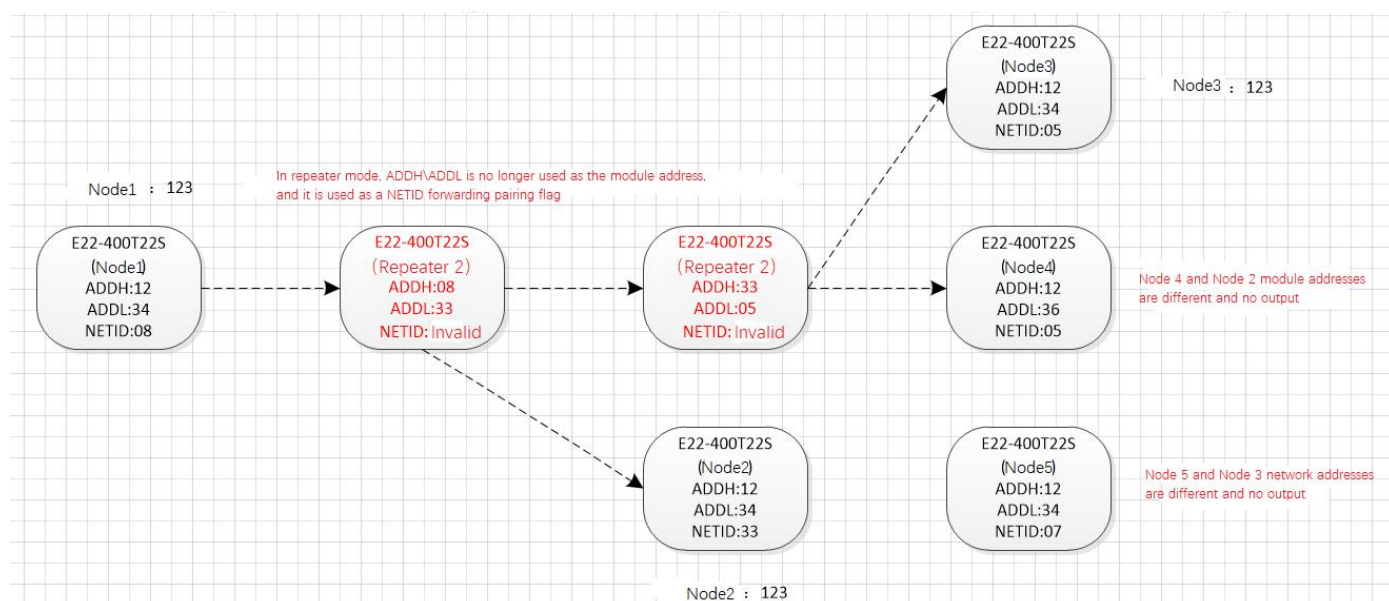 E22-400T22S
(Node3)
ADDH:12
ADDL:34
NETID:05
Node3 : 123
In repeater mode, ADDH\ADDL is no longer used as the module address,
and it is used as a NETID forwarding pairing flag
Node1 : 123
E22-400T22S
(Node1)
ADDH:12
ADDL:34
NETID:08
E22-400T22S
(Repeater 2)
ADDH:08
ADDL:33
NETID: Invalid
E22-400T22S
(Repeater 2)
ADDH:33
ADDL:05
NETID: Invalid
E22-400T22S
(Node4)
ADDH:12
ADDL:36
NETID:05
Node 4 and Node 2 module addresses
are different and no output
E22-400T22S
(Node2)
ADDH:12
ADDL:34
NETID:33
E22-400T22S
(Node5)
ADDH:12
ADDL:34
NETID:07
Node 5 and Node 3 network addresses
are different and no output
Node2 : 123